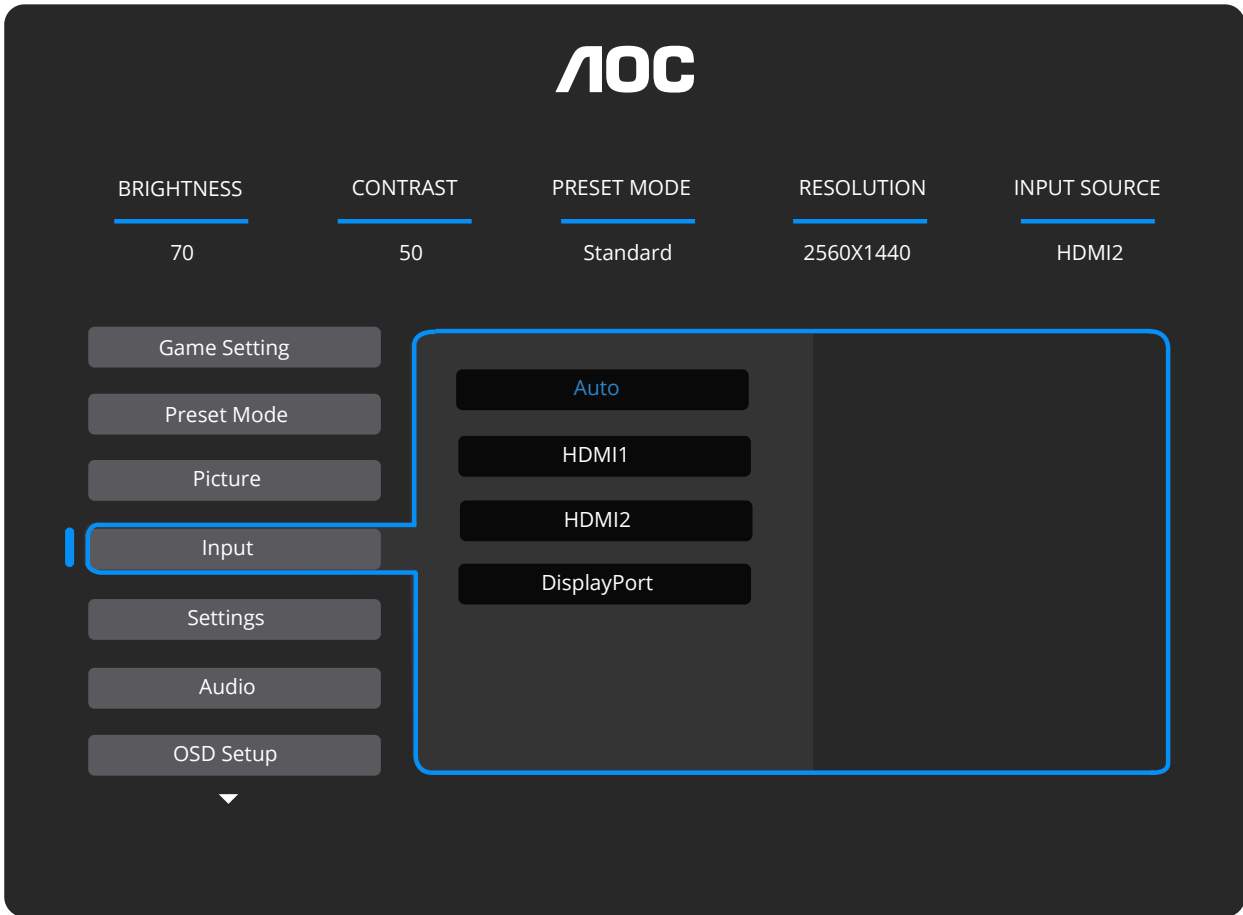 AOC
BRIGHTNESS CONTRAST PRESET MODE RESOLUTION INPUT SOURCE
70 50 Standard 2560X1440 HDMI2
Game Setting
Preset Mode
Picture
Input
Settings
Audio
OSD Setup
Auto
HDMI1
HDMI2
DisplayPort